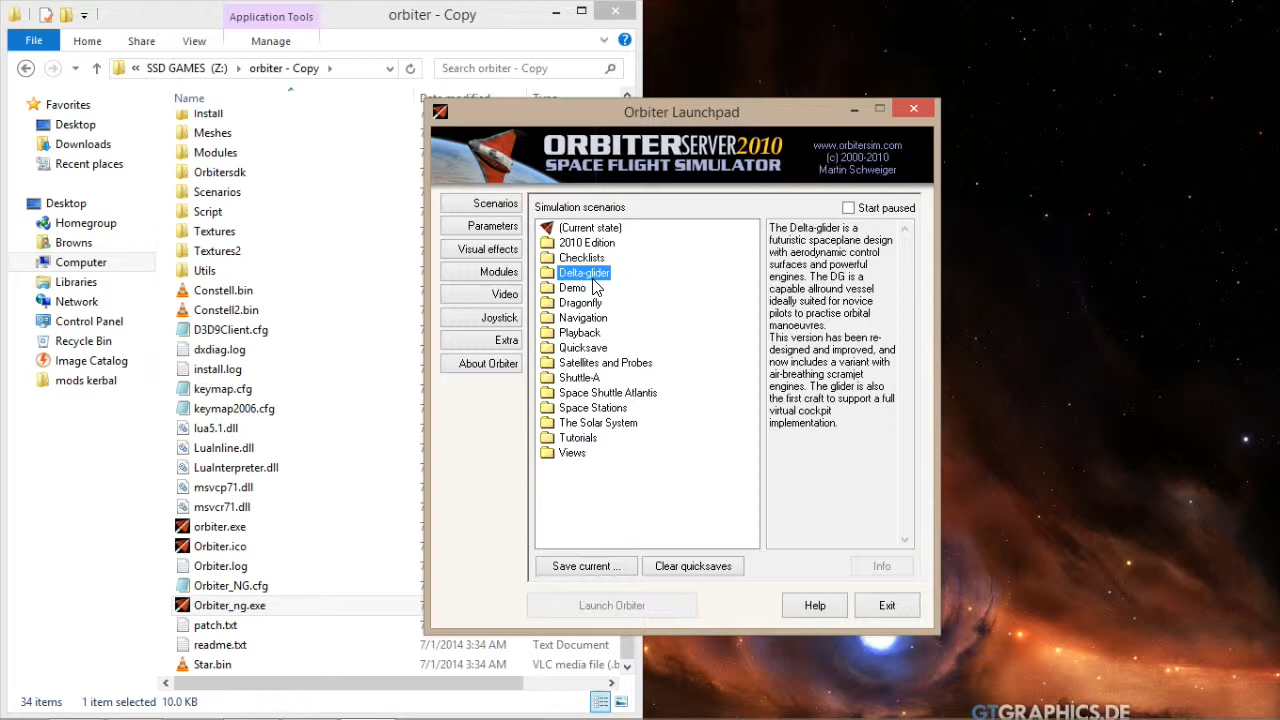 Application Tools
orbiter - Copy
File
Home
Share
View
Manage
SSD GAMES (Z:)
orbiter - Copy
Search orbiter - Copy
Favorites
Desktop
Downloads
Recent places
Desktop
Homegroup
Browns
Computer
Libraries
Network
Control Panel
Recycle Bin
Image Catalog
mods kerbal
Name
Install
Meshes
Modules
Orbitersdk
Scenarios
Script
Textures
Textures2
Utils
Constell.bin
Constell2.bin
D3D9Client.cfg
dxdiag.log
install.log
keymap.cfg
keymap2006.cfg
lua5.1.dll
LuaInline.dll
LuaInterpreter.dll
msvcp71.dll
msvcr71.dll
orbiter.exe
Orbiter.ico
Orbiter.log
Orbiter_NG.cfg
Orbiter_ng.exe
patch.txt
readme.txt
7/1/2014 3:34 AM
Text Document
Star.bin
7/1/2014 3:34 AM
VLC media file (.b
34 items
1 item selected 10.0 KB
Orbiter Launchpad
ORBITERSERVER2010
SPACE FLIGHT SIMULATOR
www.orbitersim.com
(c) 2000-2010
Martin Schweiger
Scenarios
Parameters
Visual effects
Modules
Video
Joystick
Extra
About Orbiter
Simulation scenarios
Start paused
(Current state)
2010 Edition
Checklists
Delta-glider
Demo
Dragonfly
Navigation
Playback
Quicksave
Satellites and Probes
Shuttle-A
Space Shuttle Atlantis
Space Stations
The Solar System
Tutorials
Views
The Delta-glider is a
futuristic spaceplane design
with aerodynamic control
surfaces and powerful
engines. The DG is a
capable allround vessel
ideally suited for novice
pilots to practise orbital
manoeuvres.
This version has been re-
designed and improved, and
now includes a variant with
air-breathing scramjet
engines. The glider is also
the first craft to support a full
virtual cockpit
implementation.
Save current ...
Clear quicksaves
Info
Launch Orbiter
Help
Exit
GTGRAPHICS.DE